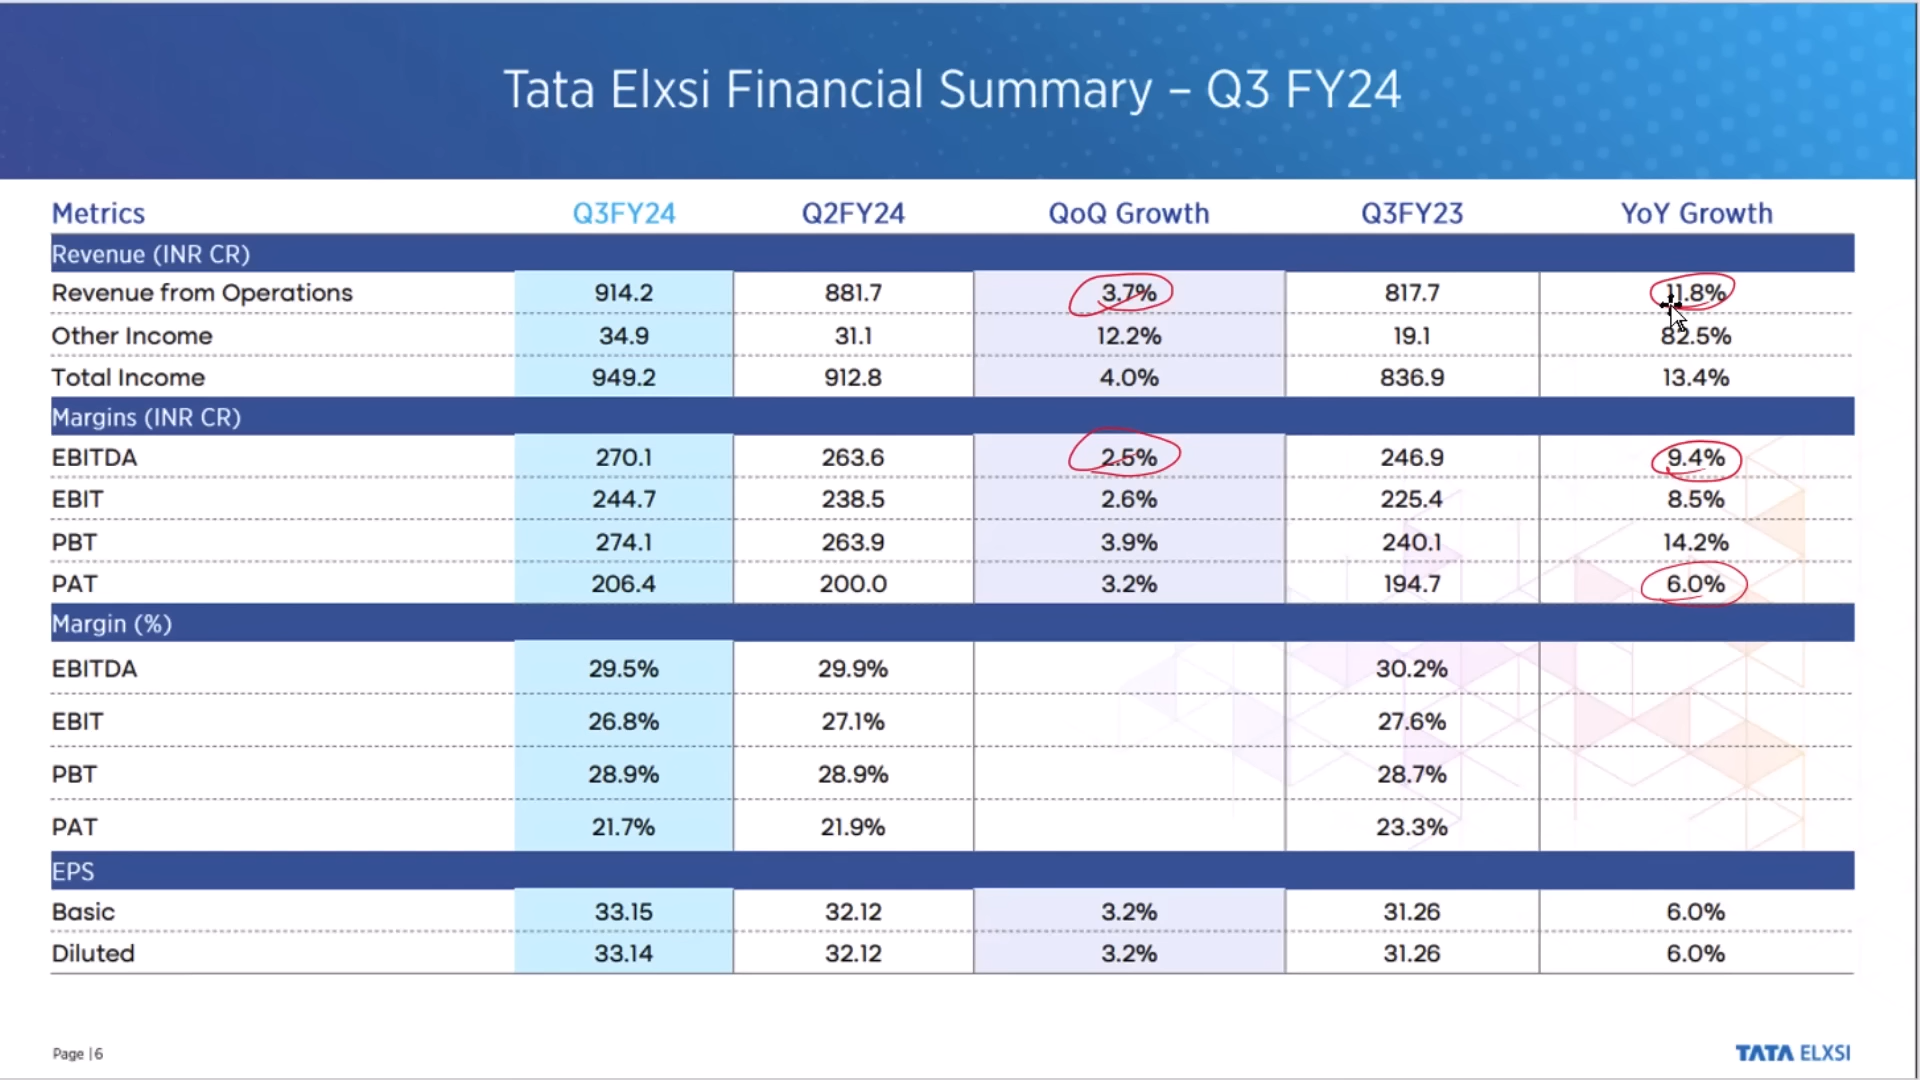 Tata Elxsi Financial Summary – Q3 FY24
Metrics Q3FY24 Q2FY24 QoQ Growth Q3FY23 YoY Growth
Revenue (INR CR)
Revenue from Operations 914.2 881.7 3.7% 817.7 11.8%
Other Income 34.9 31.1 12.2% 19.1 82.5%
Total Income 949.2 912.8 4.0% 836.9 13.4%
Margins (INR CR)
EBITDA 270.1 263.6 2.5% 246.9 9.4%
EBIT 244.7 238.5 2.6% 225.4 8.5%
PBT 274.1 263.9 3.9% 240.1 14.2%
PAT 206.4 200.0 3.2% 194.7 6.0%
Margin (%)
EBITDA 29.5% 29.9% 30.2%
EBIT 26.8% 27.1% 27.6%
PBT 28.9% 28.9% 28.7%
PAT 21.7% 21.9% 23.3%
EPS
Basic 33.15 32.12 3.2% 31.26 6.0%
Diluted 33.14 32.12 3.2% 31.26 6.0%
Page |6
TATA ELXSI